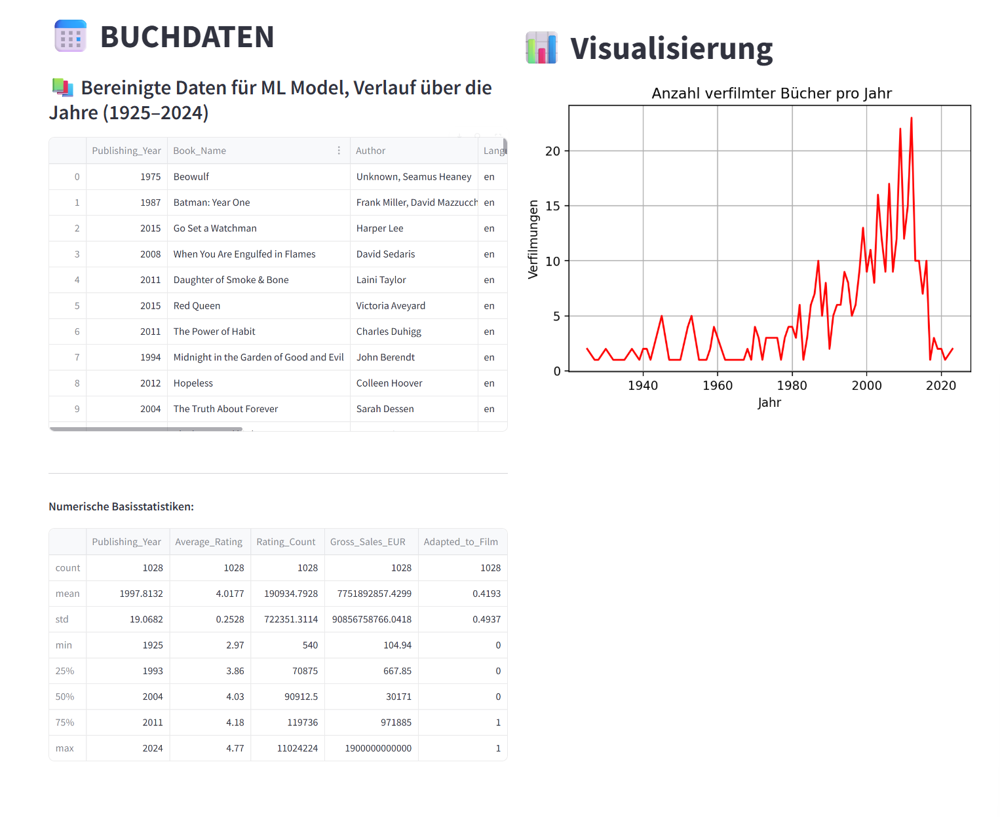 BUCHDATEN
Bereinigte Daten für ML Model, Verlauf über die
Jahre (1925–2024)
Publishing_Year Book_Name Author
0 1975 Beowulf Unknown, Seamus Heaney en
1 1987 Batman: Year One Frank Miller, David Mazzucch en
2 2015 Go Set a Watchman Harper Lee en
3 2008 When You Are Engulfed in Flames David Sedaris en
4 2011 Daughter of Smoke & Bone Laini Taylor en
5 2015 Red Queen Victoria Aveyard en
6 2011 The Power of Habit Charles Duhigg en
7 1994 Midnight in the Garden of Good and Evil John Berendt en
8 2012 Hopeless Colleen Hoover en
9 2004 The Truth About Forever Sarah Dessen en
Numerische Basisstatistiken:
Publishing_Year Average_Rating Rating_Count Gross_Sales_EUR Adapted_to_Film
count 1028 1028 1028 1028 1028
mean 1997.8132 4.0177 190934.7928 7751892857.4299 0.4193
std 19.0682 0.2528 722351.3114 90856758766.0418 0.4937
min 1925 2.97 540 104.94 0
25% 1993 3.86 70875 667.85 0
50% 2004 4.03 90912.5 30171 0
75% 2011 4.18 119736 971885 1
max 2024 4.77 11024224 1900000000000 1
Visualisierung
Anzahl verfilmter Bücher pro Jahr
Verfilmungen
20
15
10
5
0
1940 1960 1980 2000 2020
Jahr